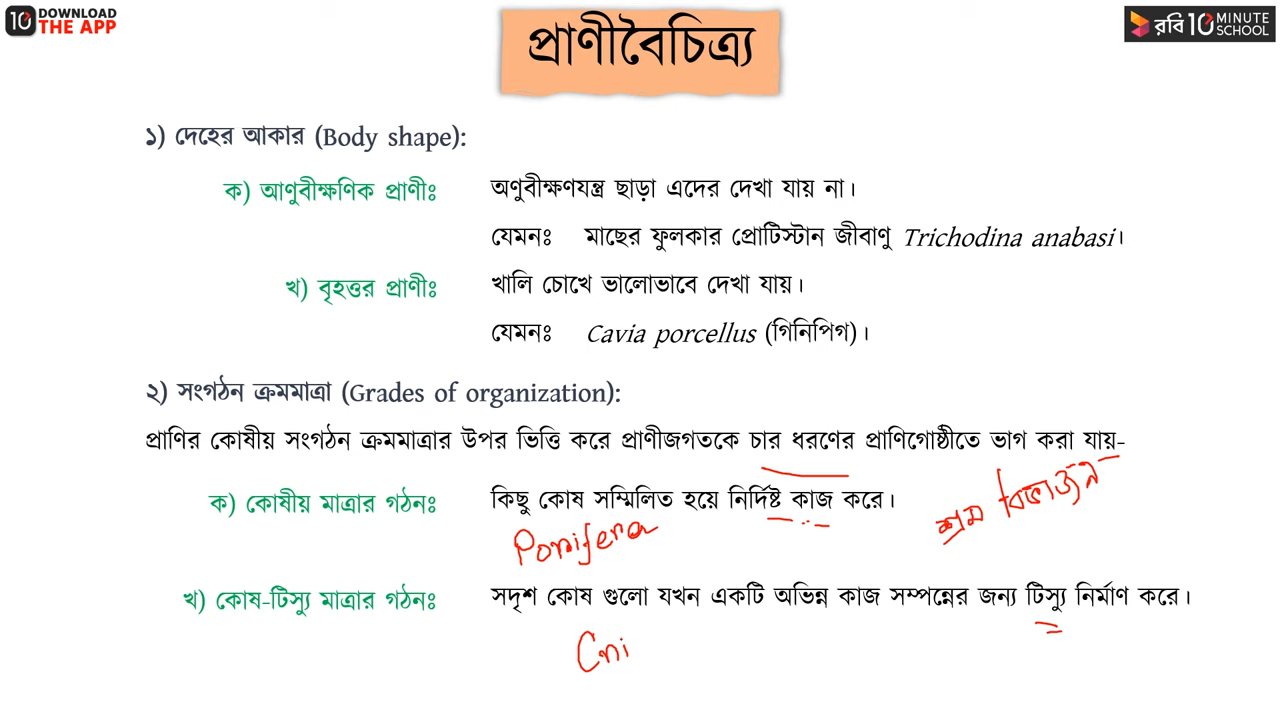 10 DOWNLOAD THE APP
রবি 10 MINUTE SCHOOL
প্রাণীবৈচিত্র্য
১) দেহের আকার (Body shape):
ক) আণুবীক্ষণিক প্রাণীঃ অণুবীক্ষণযন্ত্র ছাড়া এদের দেখা যায় না।
যেমনঃ মাছের ফুলকার প্রোটিস্টান জীবাণু Trichodina anabasi।
খ) বৃহত্তর প্রাণীঃ খালি চোখে ভালোভাবে দেখা যায়।
যেমনঃ Cavia porcellus (গিনিপিগ)।
২) সংগঠন ক্রমমাত্রা (Grades of organization):
প্রাণির কোষীয় সংগঠন ক্রমমাত্রার উপর ভিত্তি করে প্রাণীজগতকে চার ধরণের প্রাণিগোষ্ঠীতে ভাগ করা যায়-
ক) কোষীয় মাত্রার গঠনঃ কিছু কোষ সম্মিলিত হয়ে নির্দিষ্ট কাজ করে।
শ্রম বিভাজন
Porifera
খ) কোষ-টিস্যু মাত্রার গঠনঃ সদৃশ কোষ গুলো যখন একটি অভিন্ন কাজ সম্পন্নের জন্য টিস্যু নির্মাণ করে।
Cni